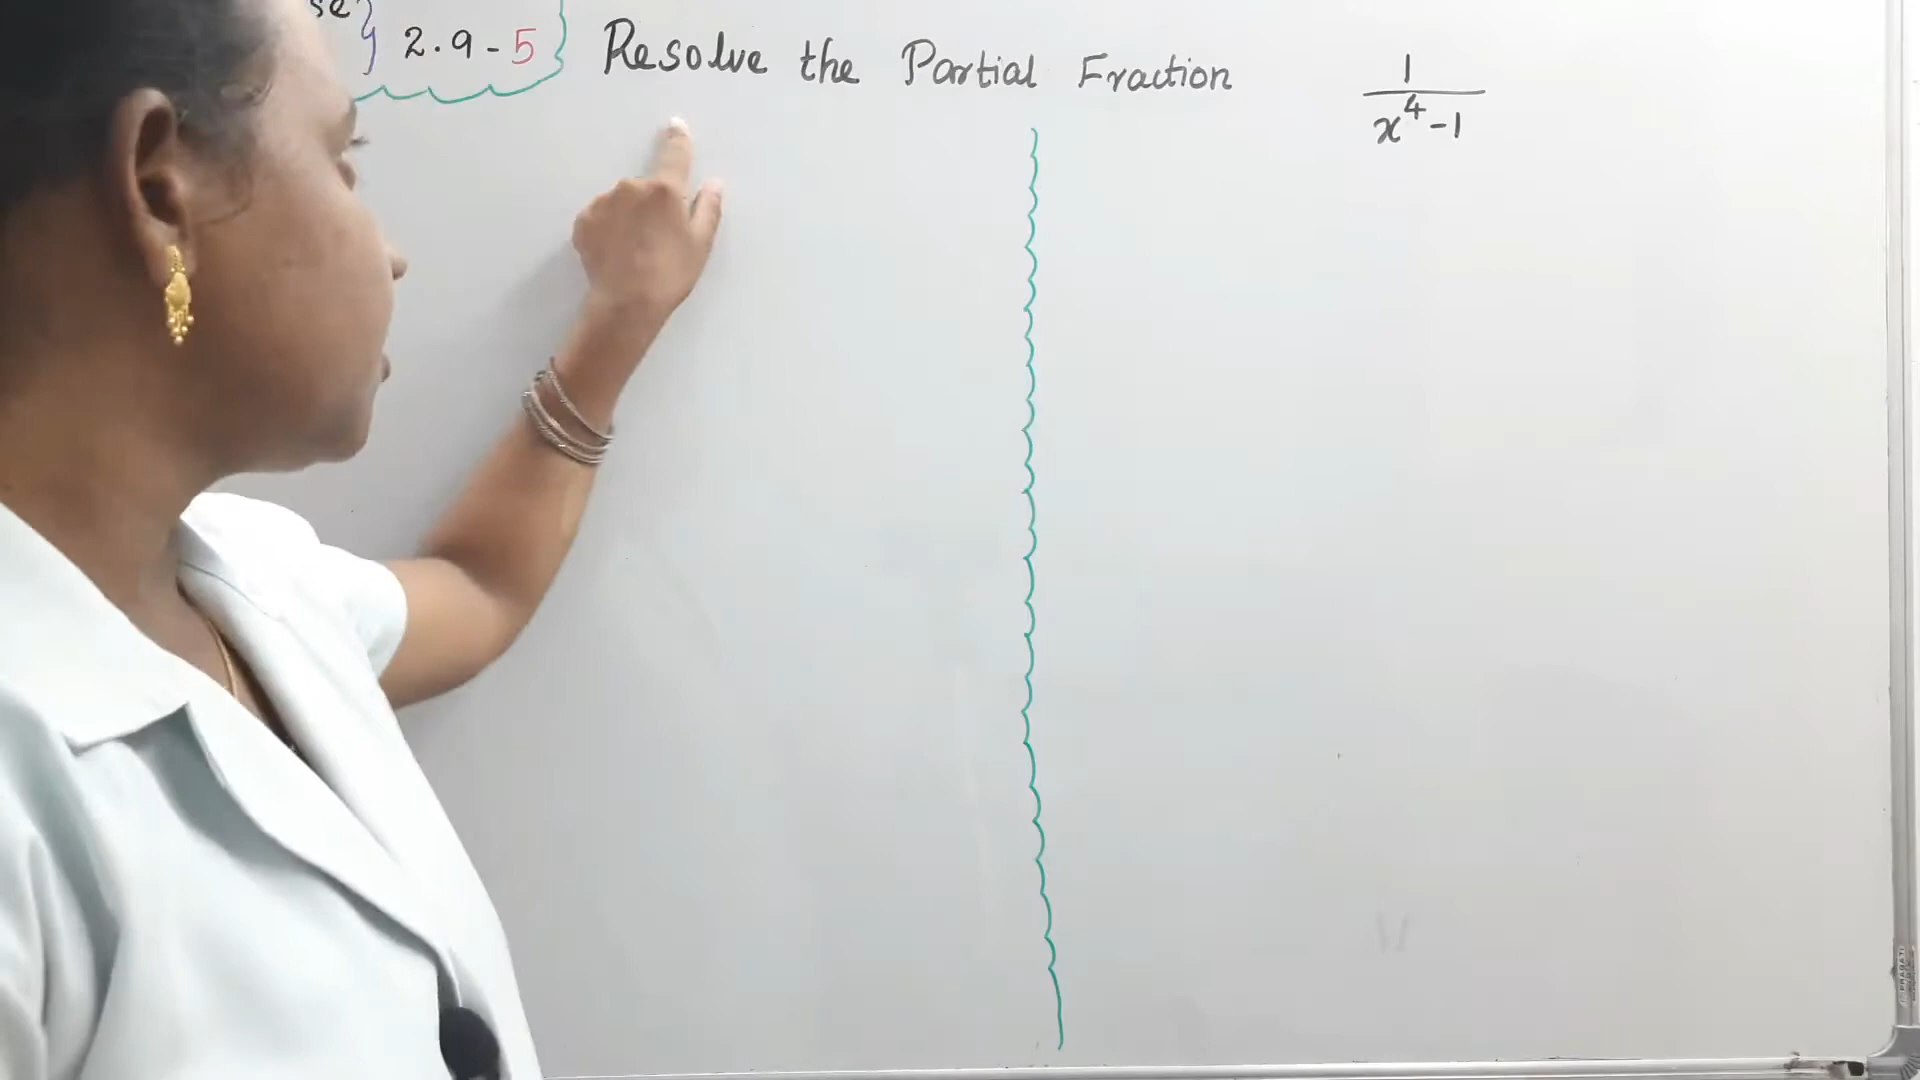 2.9-5 Resolve the Partial Fraction 1
x⁴-1